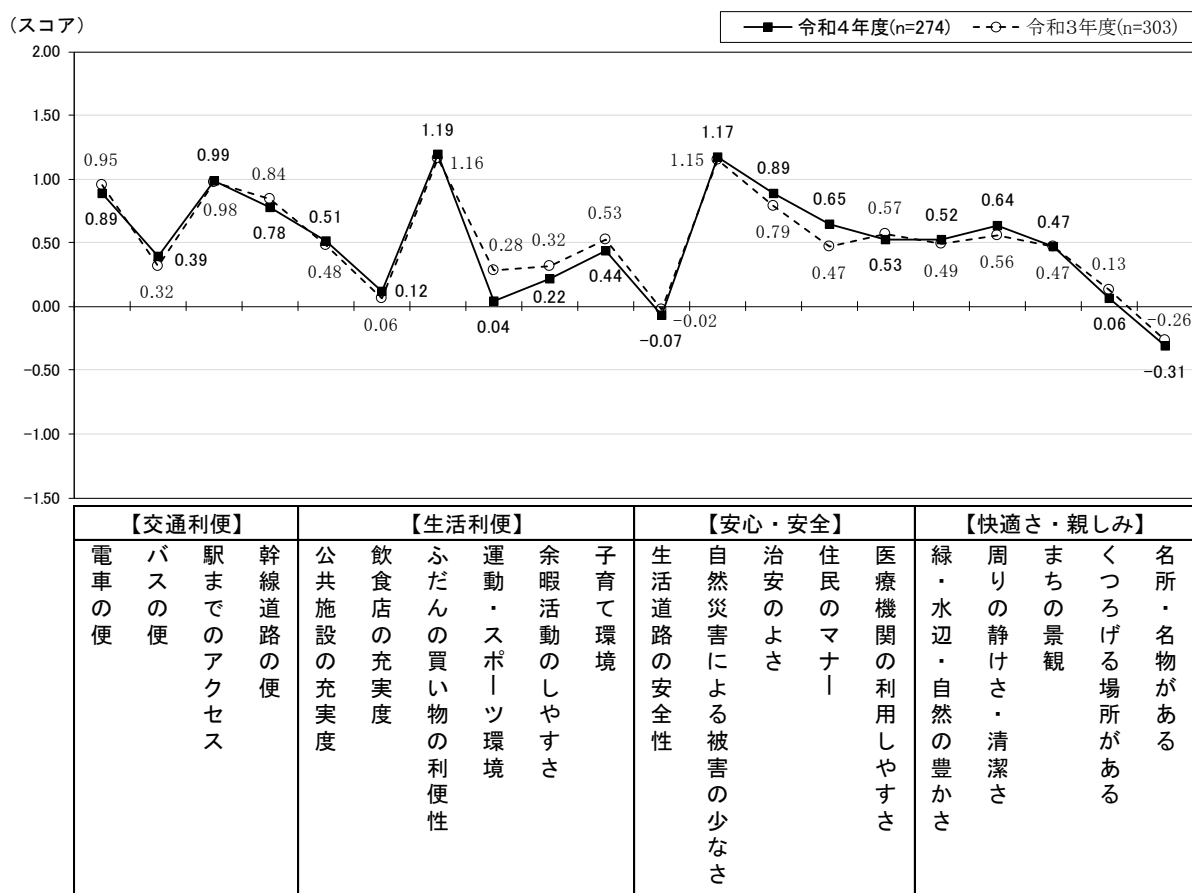 (スコア)
令和4年度(n=274) 令和3年度(n=303)
2.00
1.50
1.00
0.50
0.00
−0.50
−1.00
−1.50
0.95
0.89
0.39
0.32
0.99
0.98
0.84
0.78
0.51
0.48
0.12
0.06
1.19
1.16
0.28
0.04
0.32
0.22
0.53
0.44
−0.07
−0.02
1.17
1.15
0.89
0.79
0.65
0.47
0.57
0.53
0.52
0.49
0.64
0.56
0.47
0.47
0.13
0.06
−0.26
−0.31
【交通利便】
電車の便
バスの便
駅までのアクセス
幹線道路の便
【生活利便】
公共施設の充実度
飲食店の充実度
ふだんの買い物の利便性
運動・スポーツ環境
余暇活動のしやすさ
子育て環境
【安心・安全】
生活道路の安全性
自然災害による被害の少なさ
治安のよさ
住民のマナー
医療機関の利用しやすさ
【快適さ・親しみ】
緑・水辺・自然の豊かさ
周りの静けさ・清潔さ
まちの景観
くつろげる場所がある
名所・名物がある